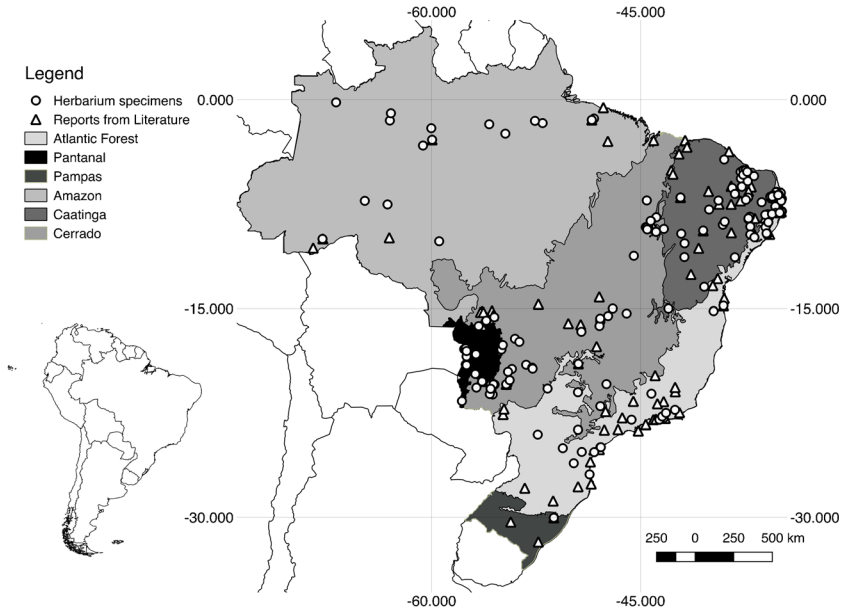 -60.000 -45.000
Legend
Herbarium specimens
Reports from Literature
Atlantic Forest
Pantanal
Pampas
Amazon
Caatinga
Cerrado
0.000 0.000
-15.000 -15.000
-30.000 -30.000
250 0 250 500 km
-60.000 -45.000